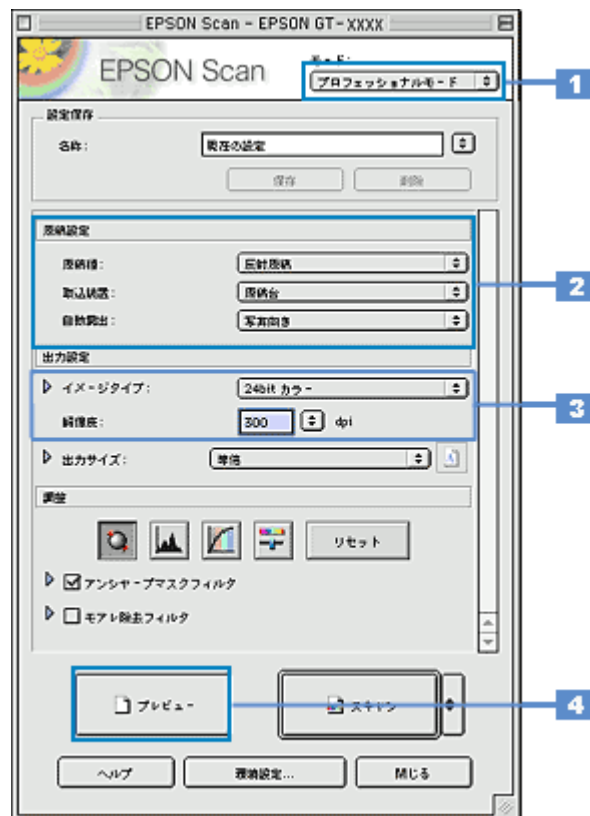 EPSON Scan - EPSON GT-XXXX
EPSON Scan
モード:
プロフェッショナルモード
1
設定保存
名称:
現在の設定
保存
削除
原稿設定
原稿種:
反射原稿
取込装置:
原稿台
2
自動露出:
写真向き
出力設定
イメージタイプ:
24bit カラー
3
解像度:
300
dpi
出力サイズ:
等倍
調整
リセット
アンシャープマスクフィルタ
モアレ除去フィルタ
プレビュー
スキャン
4
ヘルプ
環境設定...
閉じる